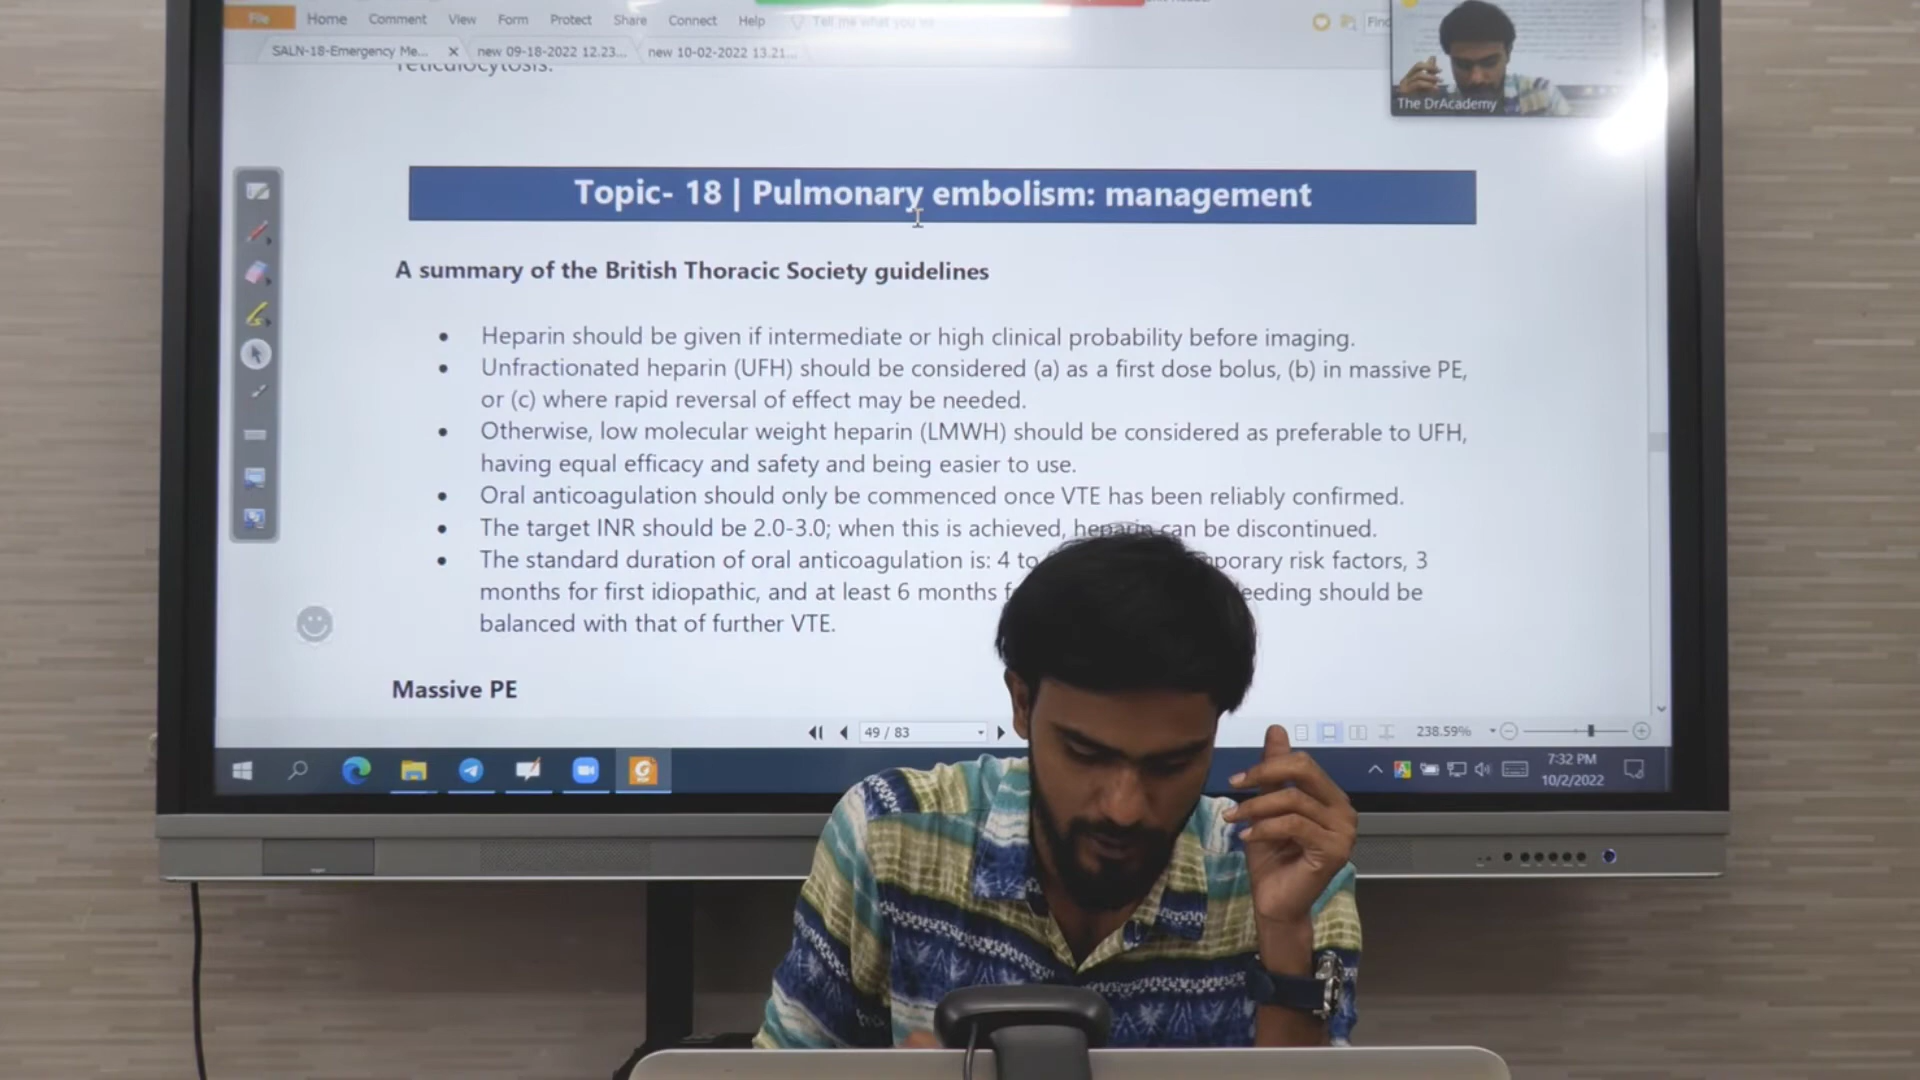 File Home Comment View Form Protect Share Connect Help Tell me what you Find
SALN-18-Emergency Me... × new 09-18-2022 12.23... new 10-02-2022 13.21...
reticulocytosis.
The DrAcademy
Topic- 18 | Pulmonary embolism: management
A summary of the British Thoracic Society guidelines
• Heparin should be given if intermediate or high clinical probability before imaging.
• Unfractionated heparin (UFH) should be considered (a) as a first dose bolus, (b) in massive PE,
or (c) where rapid reversal of effect may be needed.
• Otherwise, low molecular weight heparin (LMWH) should be considered as preferable to UFH,
having equal efficacy and safety and being easier to use.
• Oral anticoagulation should only be commenced once VTE has been reliably confirmed.
• The target INR should be 2.0-3.0; when this is achieved, heparin can be discontinued.
• The standard duration of oral anticoagulation is: 4 to risk factors, 3
months for first idiopathic, and at least 6 months should be
balanced with that of further VTE.
Massive PE
49 / 83 238.59%
7:32 PM
10/2/2022